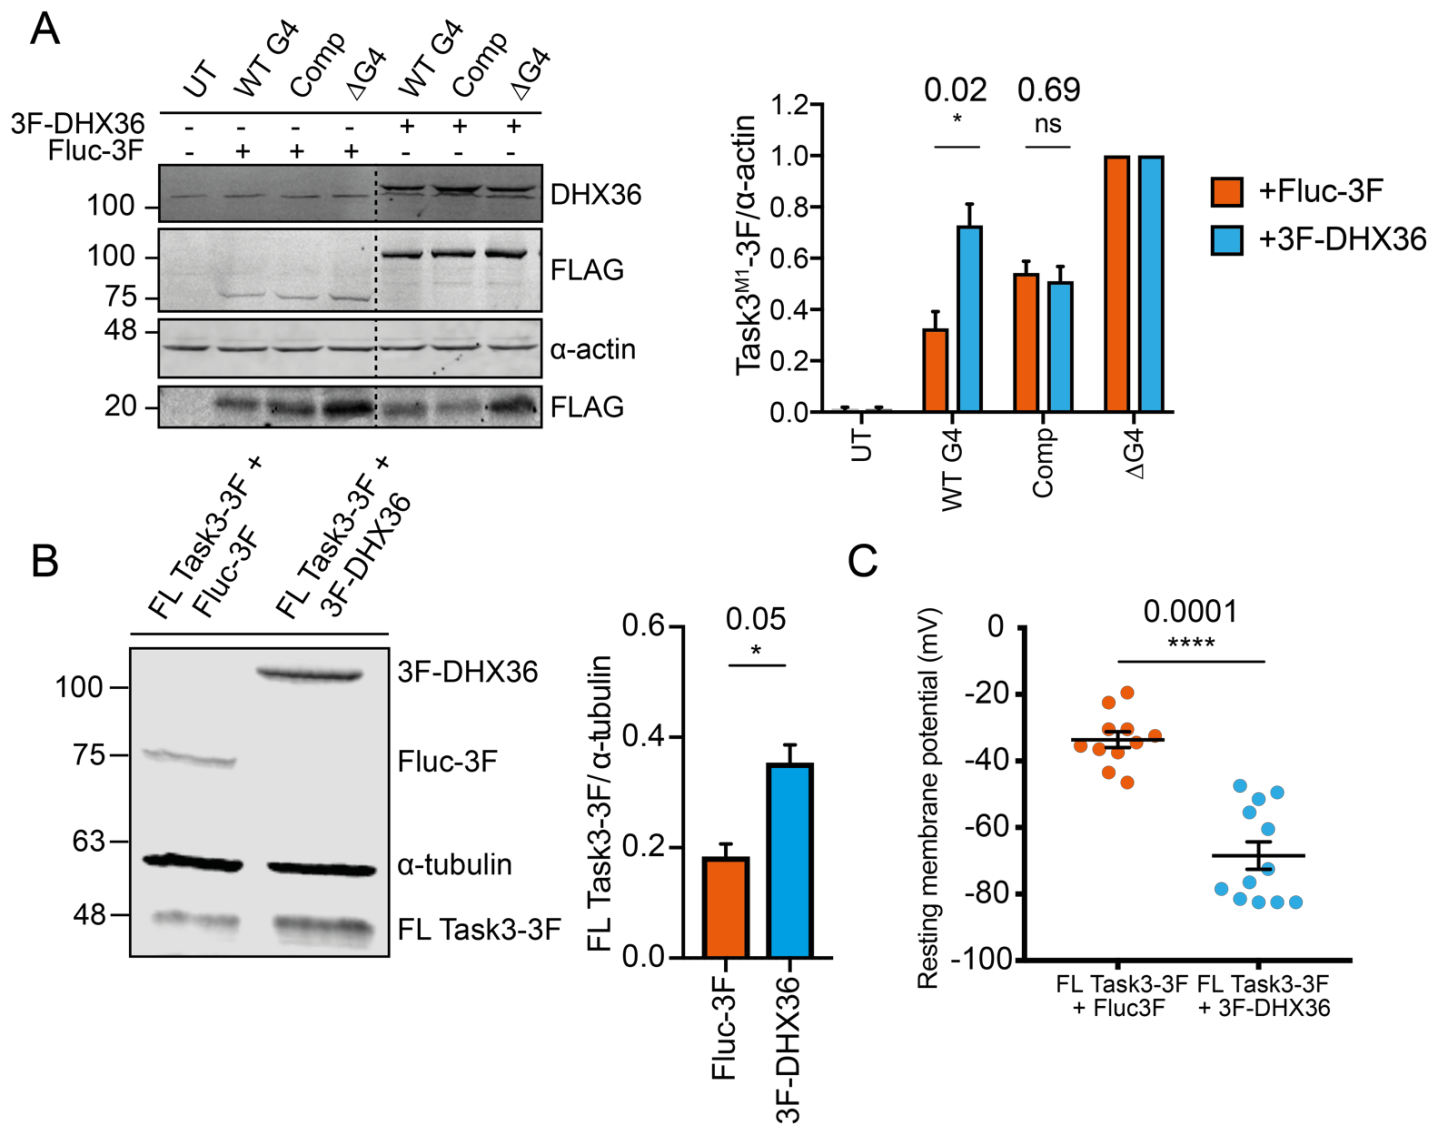 A
UT
WT G4
Comp
ΔG4
WT G4
Comp
ΔG4
3F-DHX36 - - - - + + +
Fluc-3F - + + + - - -
100
DHX36
100
75
FLAG
48
α-actin
20
FLAG
Task3M1-3F/α-actin
1.2
1.0
0.8
0.6
0.4
0.2
0.0
0.02
*
0.69
ns
UT
WT G4
Comp
ΔG4
+Fluc-3F
+3F-DHX36
B
FL Task3-3F +
Fluc-3F
FL Task3-3F +
3F-DHX36
100
75
63
48
3F-DHX36
Fluc-3F
α-tubulin
FL Task3-3F
FL Task3-3F/ α-tubulin
0.6
0.4
0.2
0.0
0.05
*
Fluc-3F
3F-DHX36
C
Resting membrane potential (mV)
0
-20
-40
-60
-80
-100
0.0001
****
FL Task3-3F
+ Fluc3F
FL Task3-3F
+ 3F-DHX36